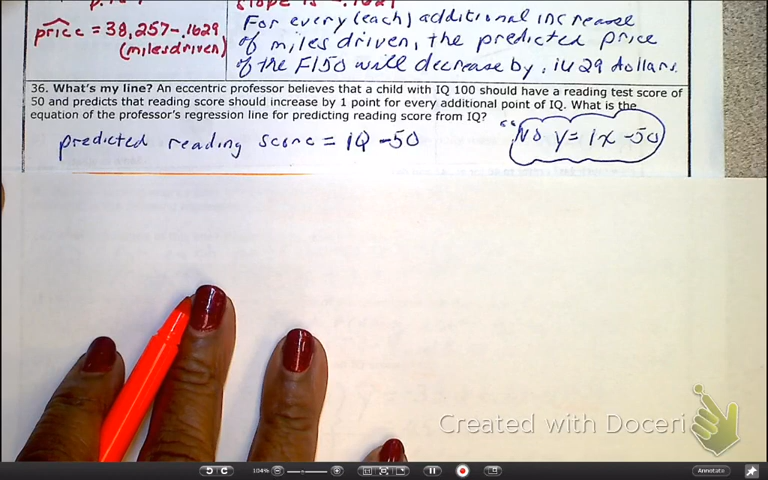 price = 38,257-.1629
(milesdriven)
For every (each) additional increase
of miles driven, the predicted price
of the F150 will decrease by .1629 dollars.
36. What's my line? An eccentric professor believes that a child with IQ 100 should have a reading test score of
50 and predicts that reading score should increase by 1 point for every additional point of IQ. What is the
equation of the professor's regression line for predicting reading score from IQ?
predicted reading score = IQ -50
"No y = 1x -50
Created with Doceri
104%
Annotate